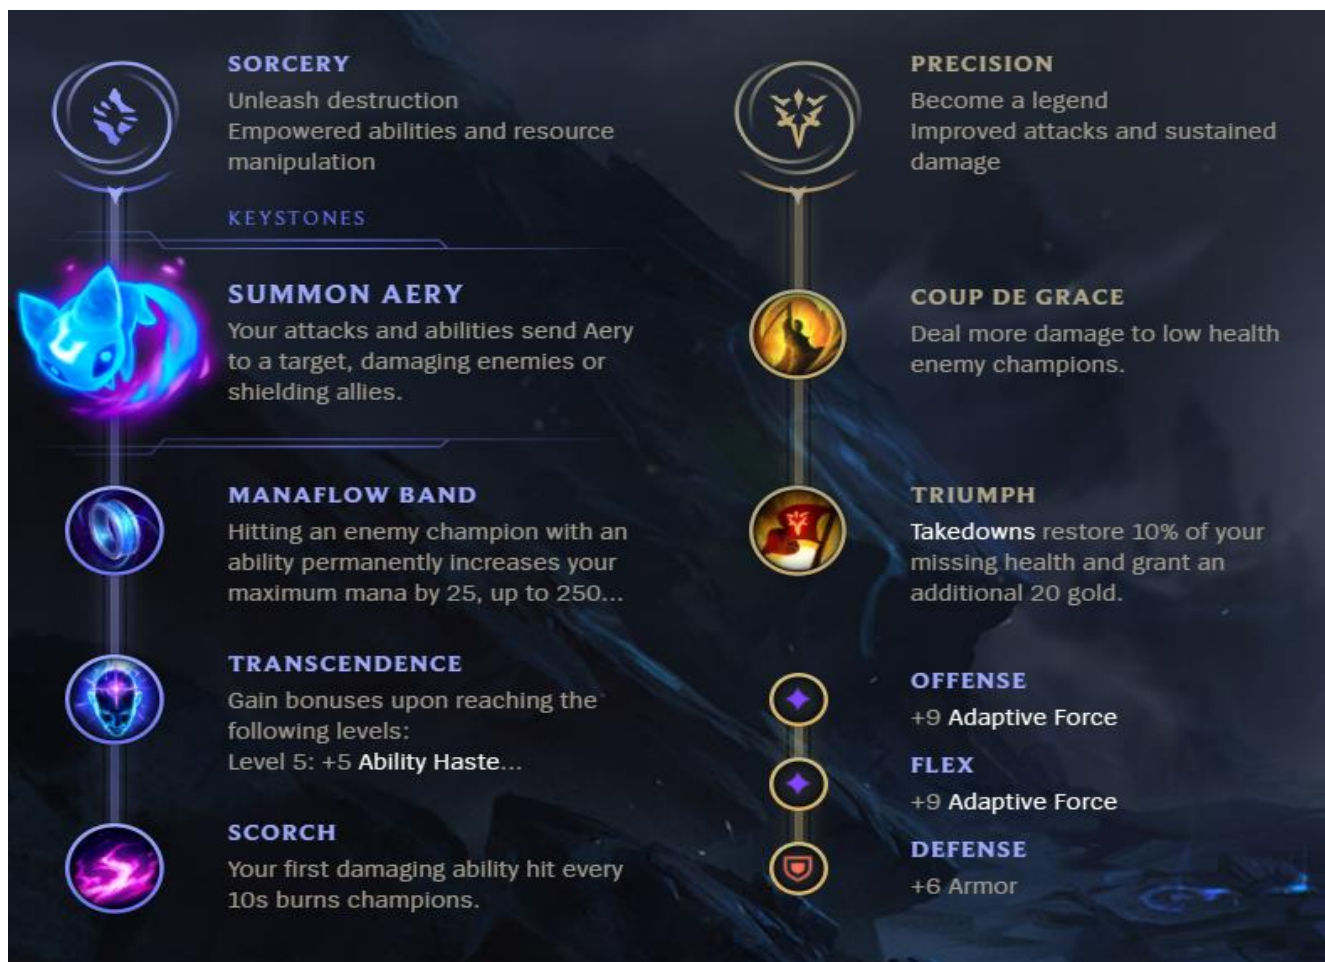 SORCERY
Unleash destruction
Empowered abilities and resource
manipulation
KEYSTONES
SUMMON AERY
Your attacks and abilities send Aery
to a target, damaging enemies or
shielding allies.
MANAFLOW BAND
Hitting an enemy champion with an
ability permanently increases your
maximum mana by 25, up to 250...
TRANSCENDENCE
Gain bonuses upon reaching the
following levels:
Level 5: +5 Ability Haste...
SCORCH
Your first damaging ability hit every
10s burns champions.
PRECISION
Become a legend
Improved attacks and sustained
damage
COUP DE GRACE
Deal more damage to low health
enemy champions.
TRIUMPH
Takedowns restore 10% of your
missing health and grant an
additional 20 gold.
OFFENSE
+9 Adaptive Force
FLEX
+9 Adaptive Force
DEFENSE
+6 Armor